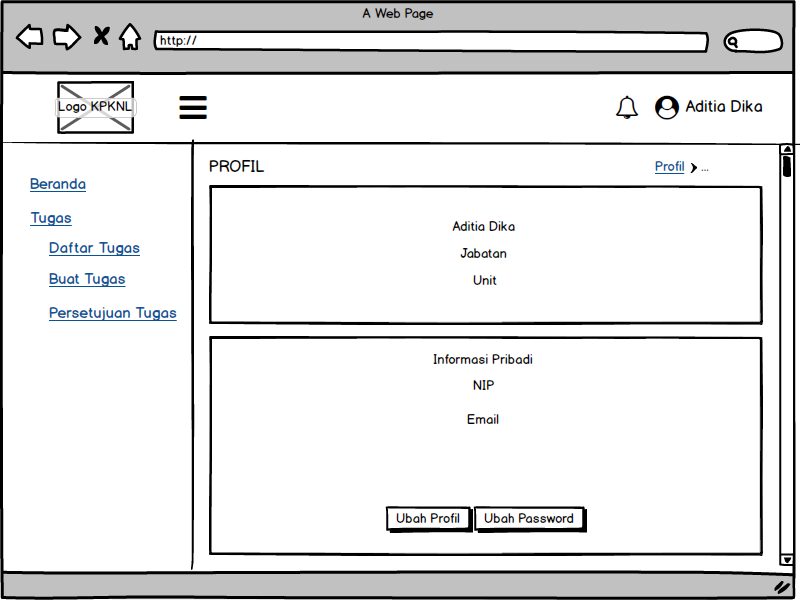 A Web Page
http://
Logo KPKNL
Aditia Dika
PROFIL
Profil ...
Beranda
Tugas
Daftar Tugas
Buat Tugas
Persetujuan Tugas
Aditia Dika
Jabatan
Unit
Informasi Pribadi
NIP
Email
Ubah Profil
Ubah Password